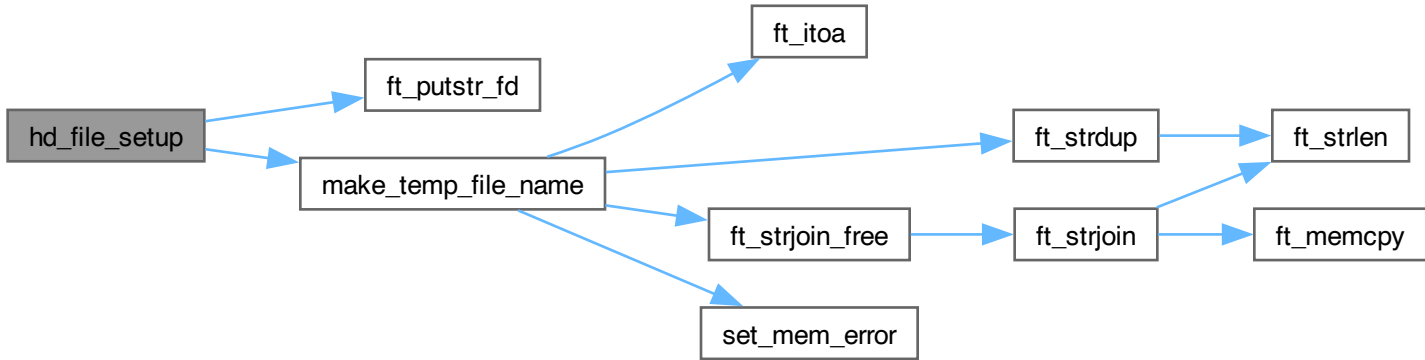 hd_file_setup
ft_putstr_fd
make_temp_file_name
ft_itoa
ft_strdup
ft_strjoin_free
set_mem_error
ft_strjoin
ft_strlen
ft_memcpy